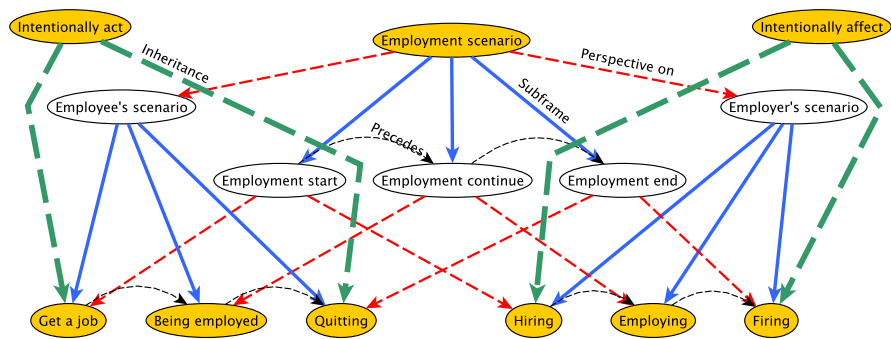 Intentionally act
Employment scenario
Intentionally affect
Inheritance
Perspective on
Employee's scenario
Subframe
Employer's scenario
Precedes
Employment start
Employment continue
Employment end
Get a job
Being employed
Quitting
Hiring
Employing
Firing